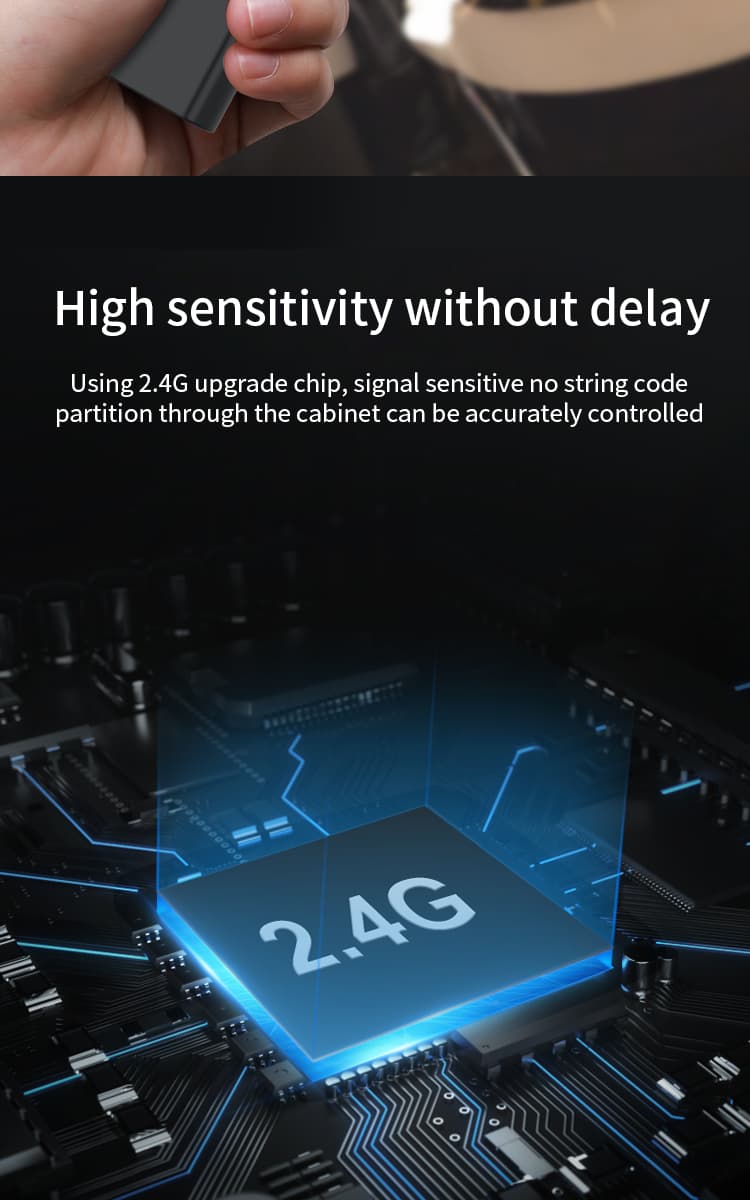 High sensitivity without delay
Using 2.4G upgrade chip, signal sensitive no string code
partition through the cabinet can be accurately controlled
2.4G